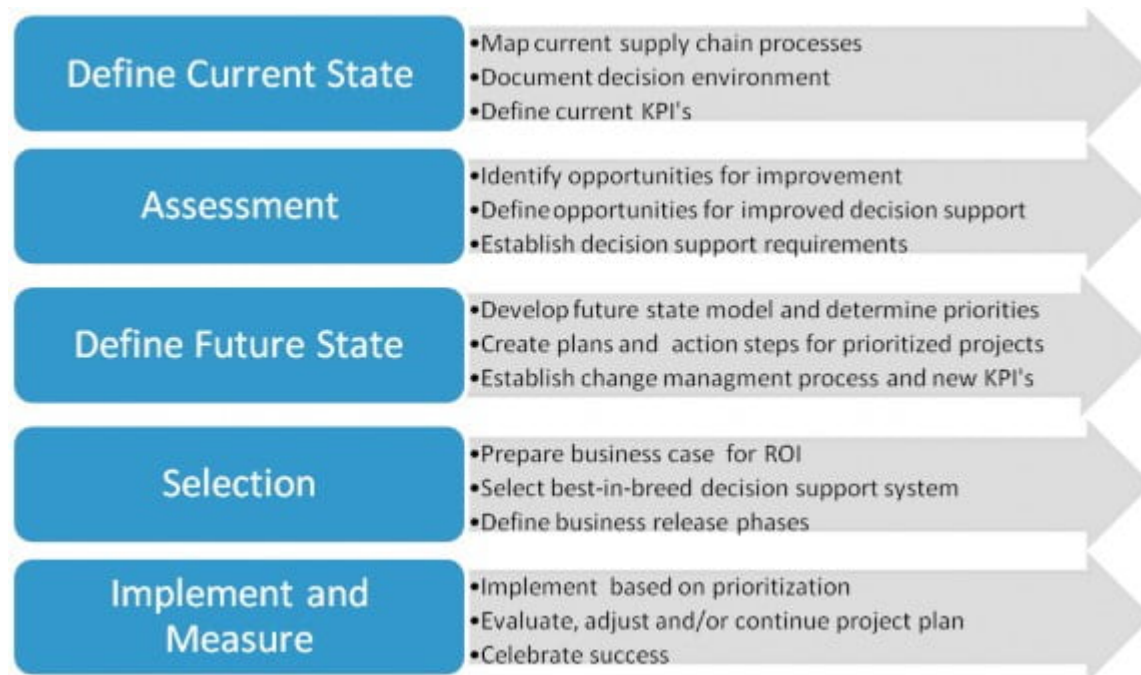 Define Current State
•Map current supply chain processes
•Document decision environment
•Define current KPI's
Assessment
•Identify opportunities for improvement
•Define opportunities for improved decision support
•Establish decision support requirements
Define Future State
•Develop future state model and determine priorities
•Create plans and action steps for prioritized projects
•Establish change managment process and new KPI's
Selection
•Prepare business case for ROI
•Select best-in-breed decision support system
•Define business release phases
Implement and
Measure
•Implement based on prioritization
•Evaluate, adjust and/or continue project plan
•Celebrate success